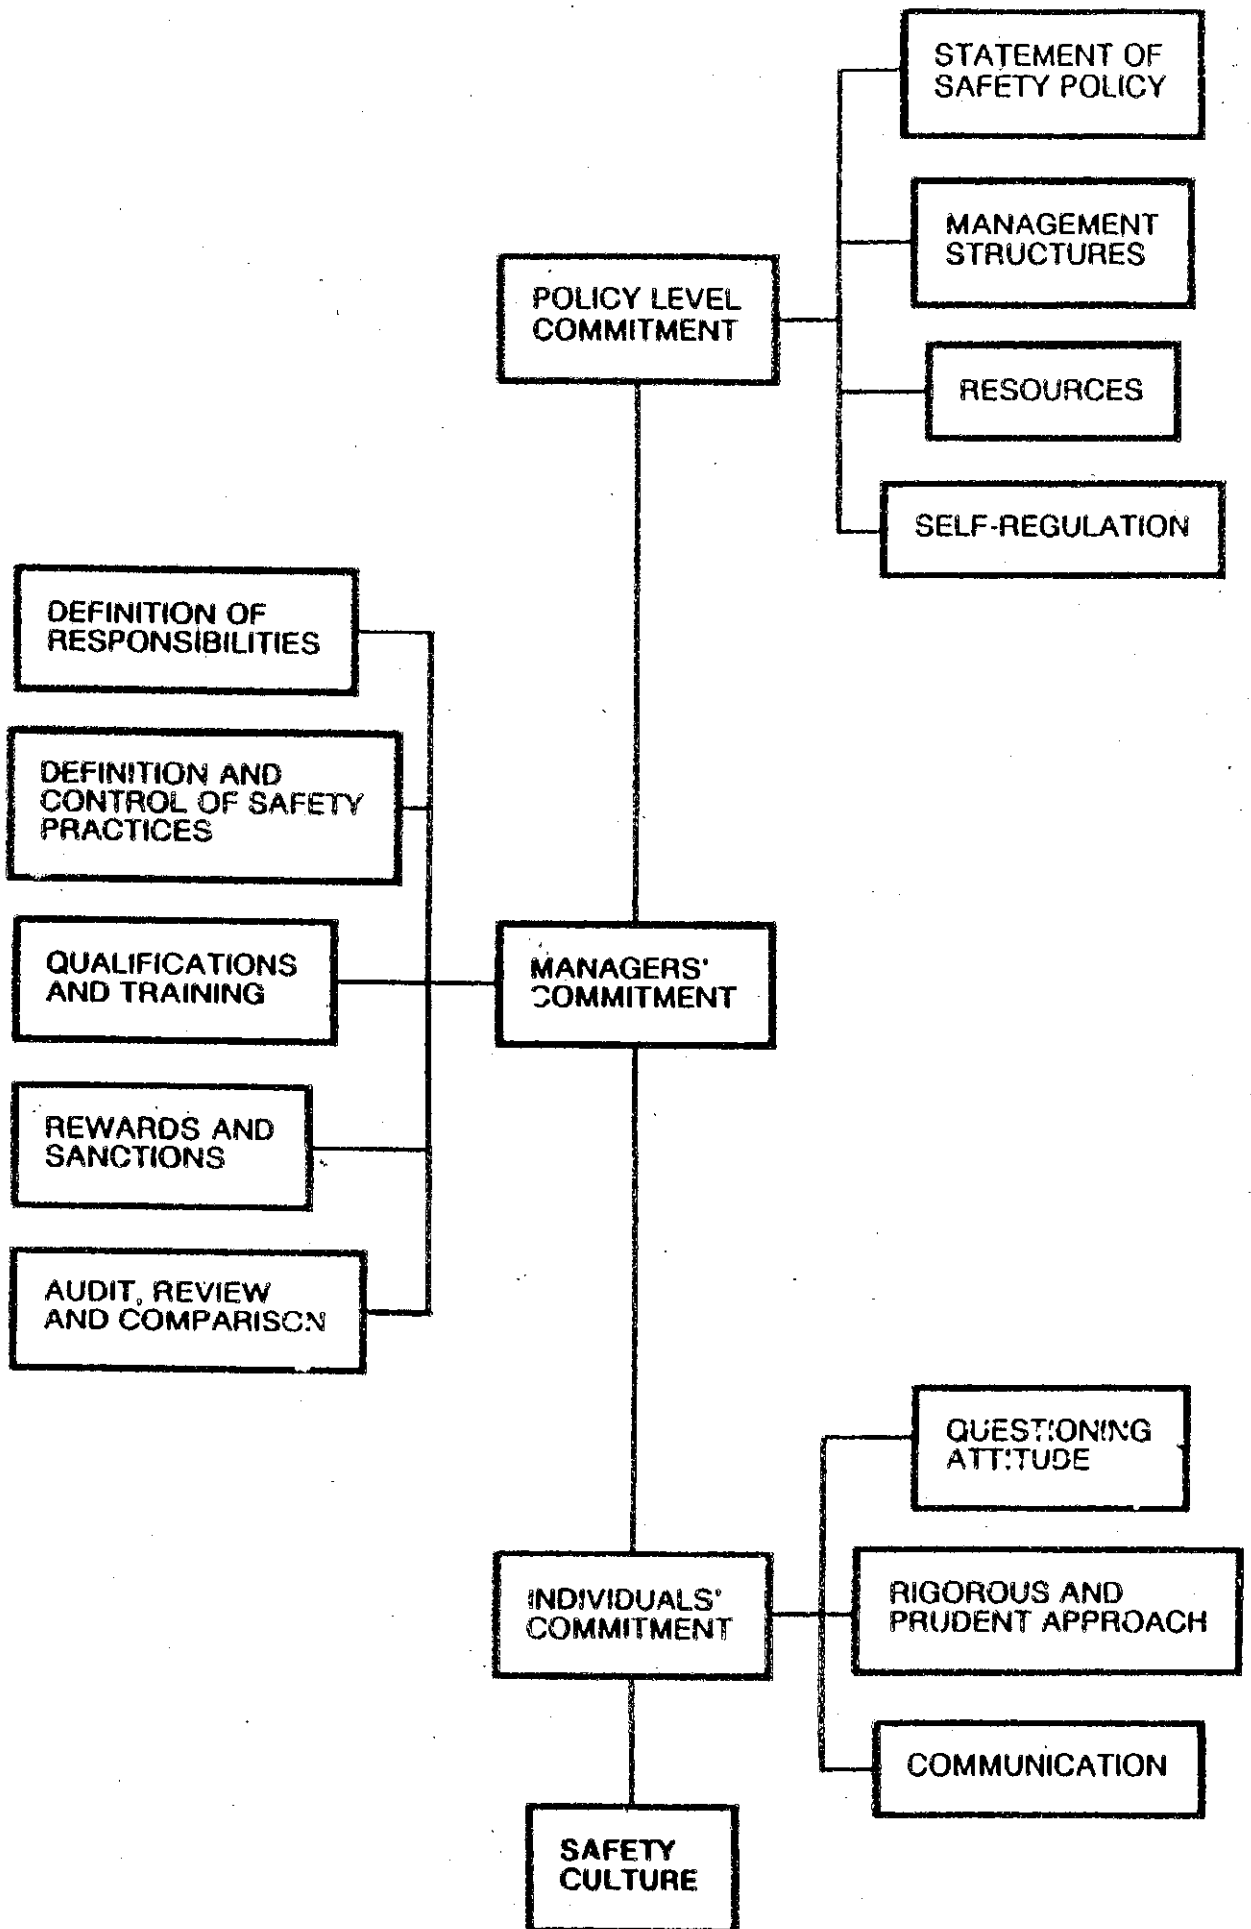 STATEMENT OF
SAFETY POLICY
MANAGEMENT
STRUCTURES
POLICY LEVEL
COMMITMENT
RESOURCES
SELF-REGULATION
DEFINITION OF
RESPONSIBILITIES
DEFINITION AND
CONTROL OF SAFETY
PRACTICES
QUALIFICATIONS
AND TRAINING
MANAGERS'
COMMITMENT
REWARDS AND
SANCTIONS
AUDIT, REVIEW
AND COMPARISON
QUESTIONING
ATTITUDE
INDIVIDUALS'
COMMITMENT
RIGOROUS AND
PRUDENT APPROACH
COMMUNICATION
SAFETY
CULTURE